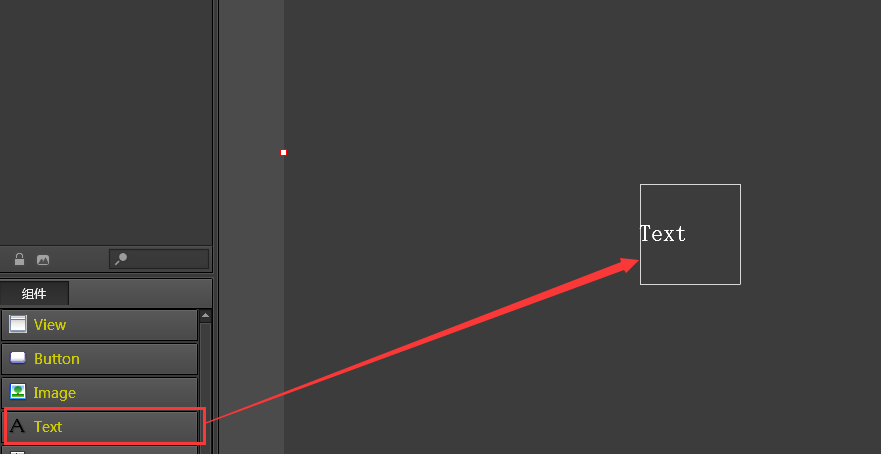 Text
组件
View
Button
Image
Text